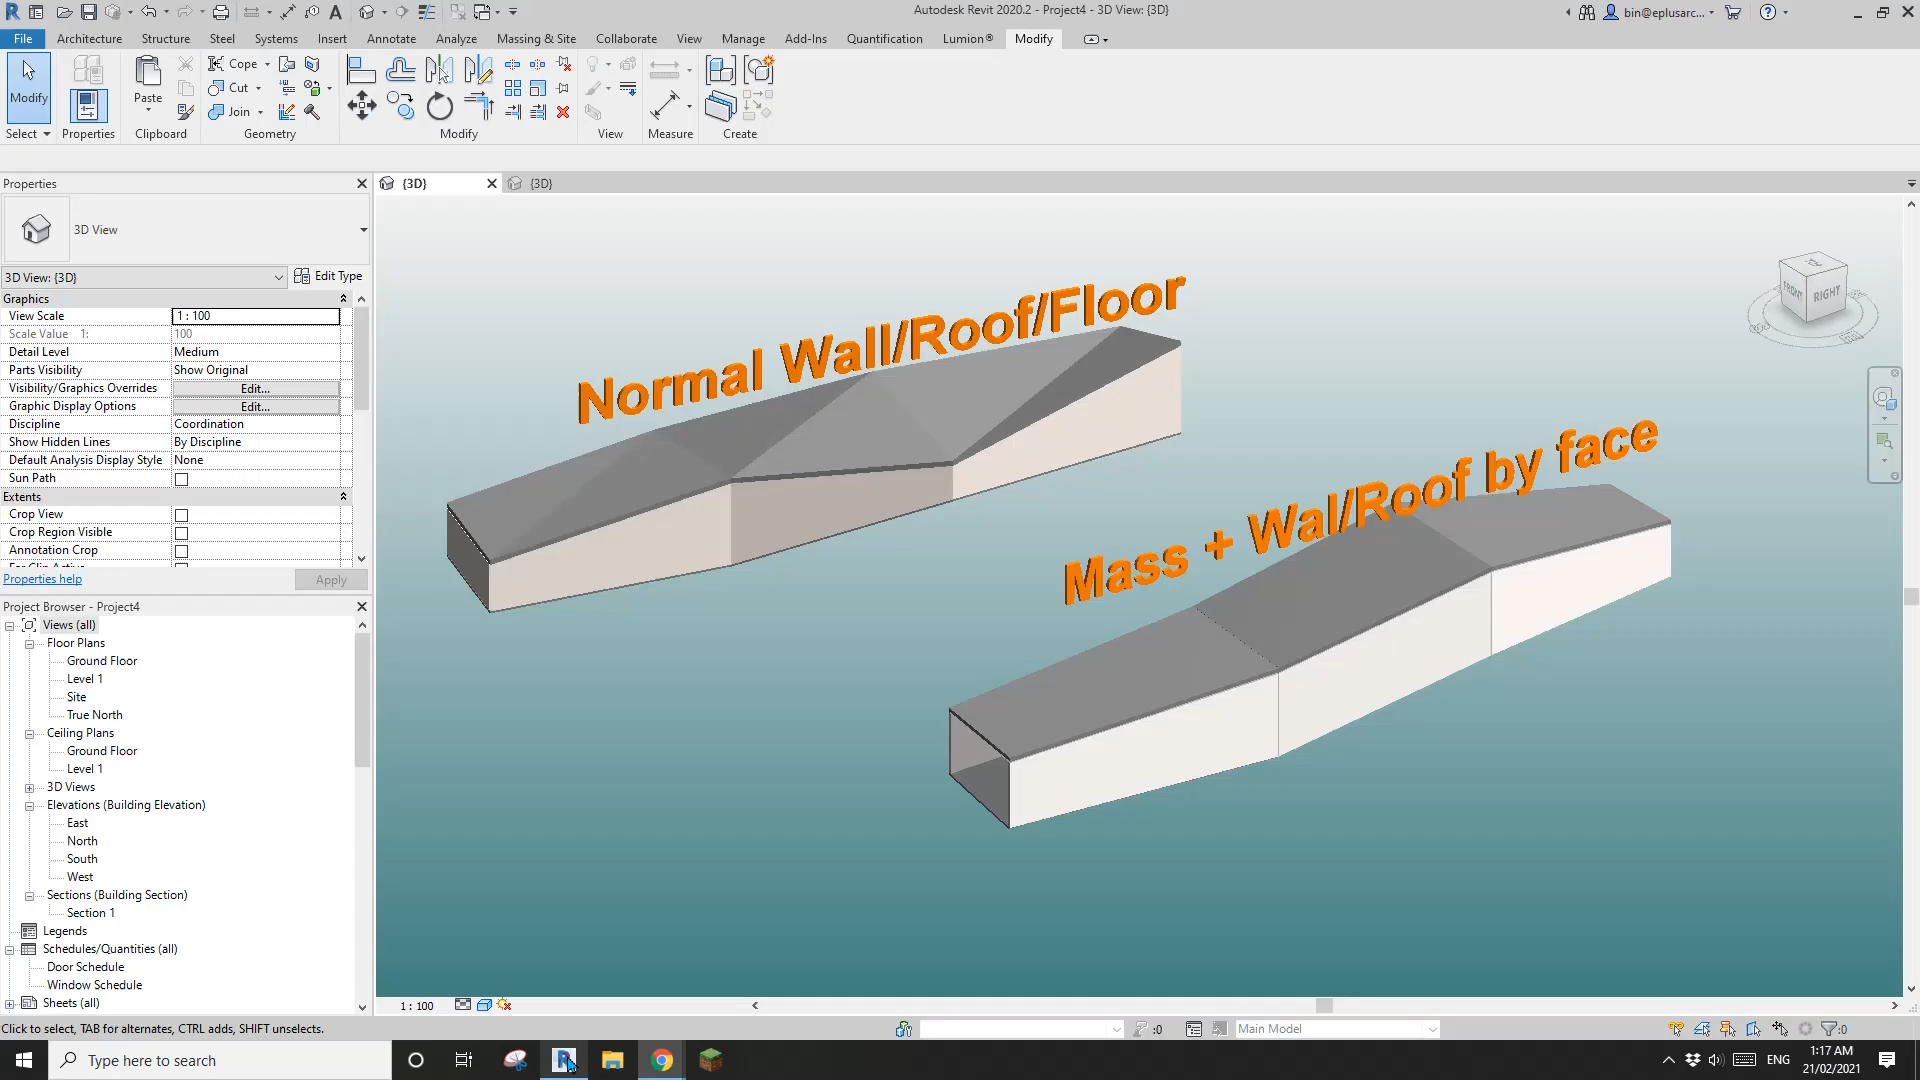 Autodesk Revit 2020.2 - Project4 - 3D View: {3D}
bin@eplusarc...
File
Architecture
Structure
Steel
Systems
Insert
Annotate
Analyze
Massing & Site
Collaborate
View
Manage
Add-Ins
Quantification
Lumion®
Modify
Modify
Select
Properties
Paste
Clipboard
Cope
Cut
Join
Geometry
Modify
View
Measure
Create
Properties
{3D}
{3D}
3D View
3D View: {3D}
Edit Type
Graphics
View Scale
1 : 100
Scale Value 1:
100
Detail Level
Medium
Parts Visibility
Show Original
Visibility/Graphics Overrides
Edit...
Graphic Display Options
Edit...
Discipline
Coordination
Show Hidden Lines
By Discipline
Default Analysis Display Style
None
Sun Path
Extents
Crop View
Crop Region Visible
Annotation Crop
Properties help
Apply
Project Browser - Project4
Views (all)
Floor Plans
Ground Floor
Level 1
Site
True North
Ceiling Plans
Ground Floor
Level 1
3D Views
Elevations (Building Elevation)
East
North
South
West
Sections (Building Section)
Section 1
Legends
Schedules/Quantities (all)
Door Schedule
Window Schedule
Sheets (all)
Normal Wall/Roof/Floor
Mass + Wal/Roof by face
FRONT
RIGHT
1 : 100
Click to select, TAB for alternates, CTRL adds, SHIFT unselects.
:0
Main Model
:0
Type here to search
ENG
1:17 AM
21/02/2021